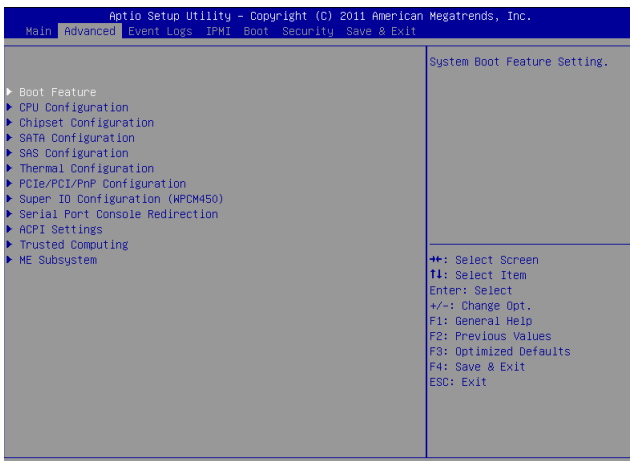 Aptio Setup Utility – Copyright (C) 2011 American Megatrends, Inc.
Main Advanced Event Logs IPMI Boot Security Save & Exit
System Boot Feature Setting.
▶ Boot Feature
▶ CPU Configuration
▶ Chipset Configuration
▶ SATA Configuration
▶ SAS Configuration
▶ Thermal Configuration
▶ PCIe/PCI/PnP Configuration
▶ Super IO Configuration (WPCM450)
▶ Serial Port Console Redirection
▶ ACPI Settings
▶ Trusted Computing
▶ ME Subsystem
→←: Select Screen
↑↓: Select Item
Enter: Select
+/-: Change Opt.
F1: General Help
F2: Previous Values
F3: Optimized Defaults
F4: Save & Exit
ESC: Exit